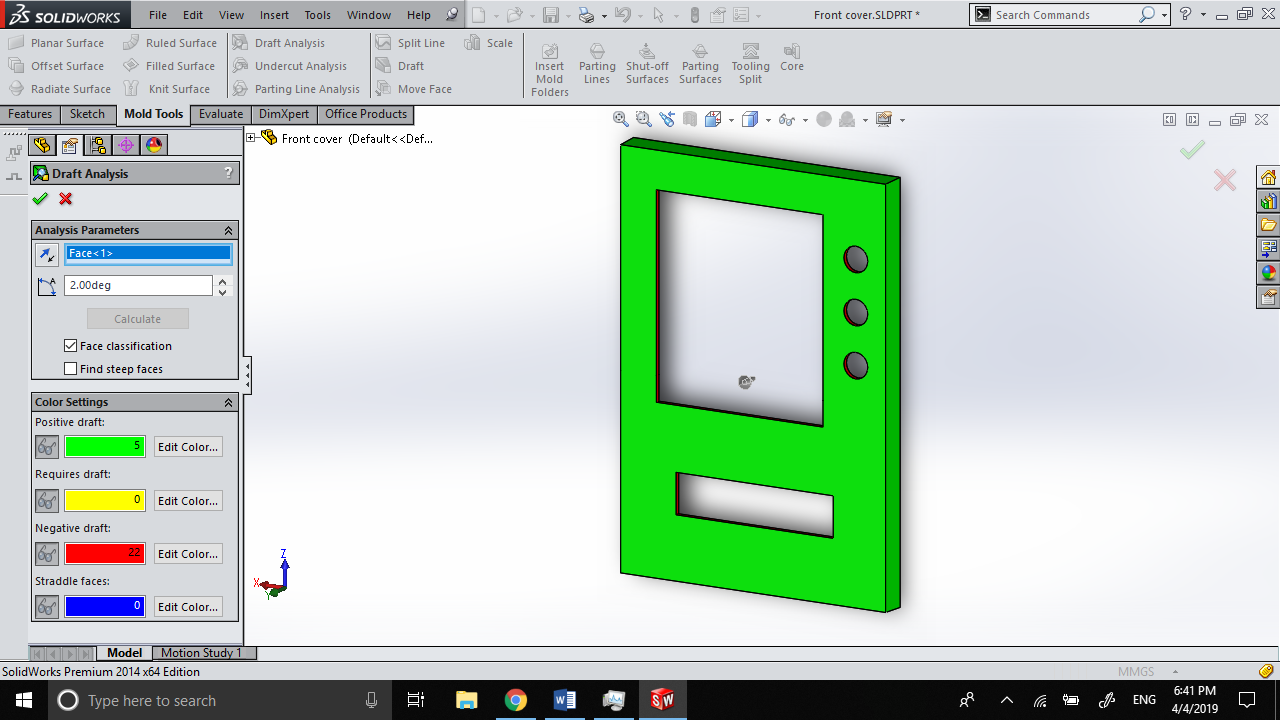 SOLIDWORKS File Edit View Insert Tools Window Help Front cover.SLDPRT * Search Commands ?
Planar Surface Ruled Surface Draft Analysis Split Line Scale
Offset Surface Filled Surface Undercut Analysis Draft
Radiate Surface Knit Surface Parting Line Analysis Move Face
Insert Mold Folders Parting Lines Shut-off Surfaces Parting Surfaces Tooling Split Core
Features Sketch Mold Tools Evaluate DimXpert Office Products
Front cover (Default<<Def...
Draft Analysis ?
Analysis Parameters
Face<1>
2.00deg
Calculate
Face classification
Find steep faces
Color Settings
Positive draft:
5 Edit Color...
Requires draft:
0 Edit Color...
Negative draft:
22 Edit Color...
Straddle faces:
0 Edit Color...
Z
X
Y
Model Motion Study 1
SolidWorks Premium 2014 x64 Edition MMGS
Type here to search ENG 6:41 PM
4/4/2019